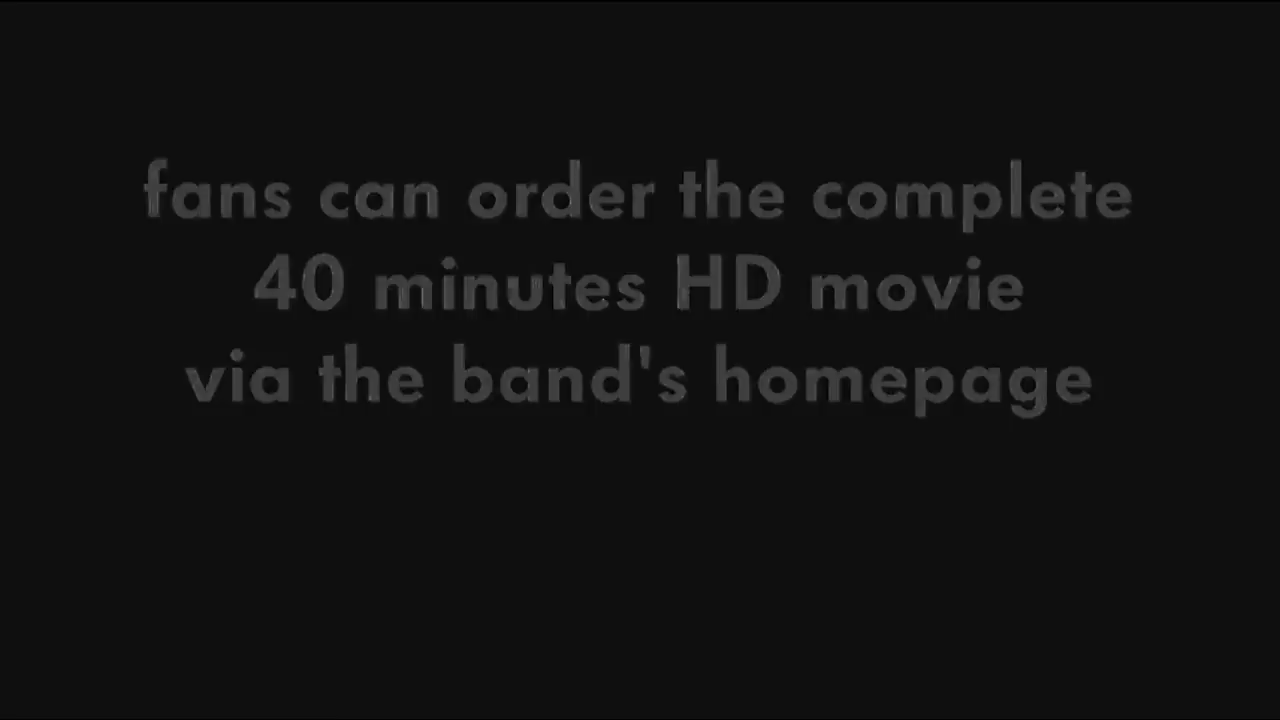 fans can order the complete
40 minutes HD movie
via the band's homepage